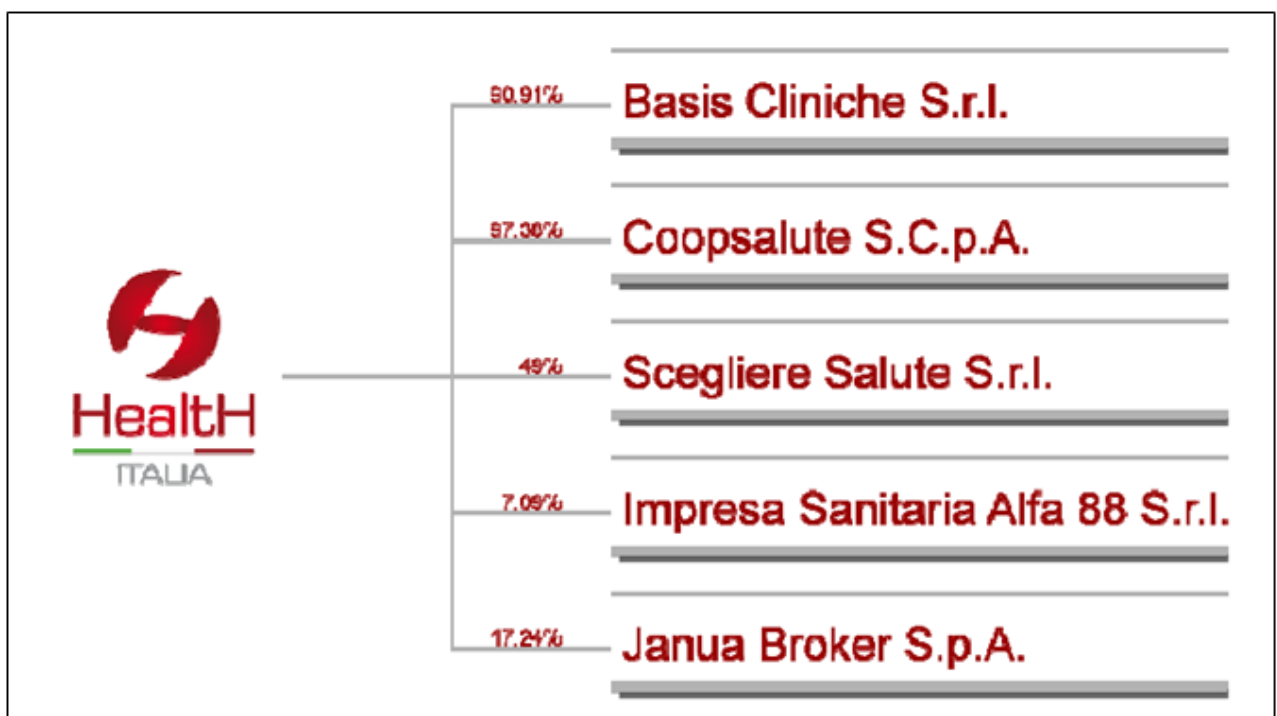 90.91% Basis Cliniche S.r.l.
97.30% Coopsalute S.C.p.A.
49% Scegliere Salute S.r.l.
HealtH
ITALIA
7.09% Impresa Sanitaria Alfa 88 S.r.l.
17.24% Janua Broker S.p.A.